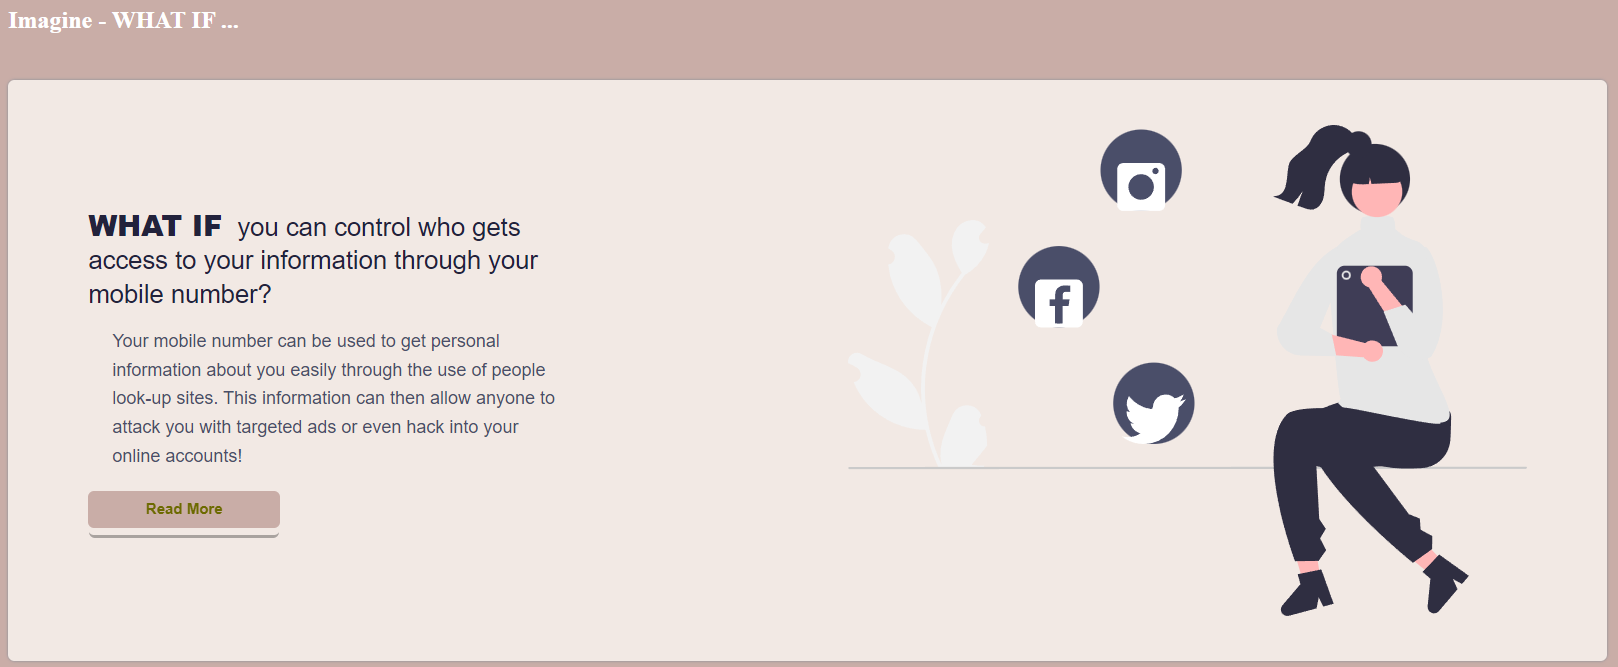 Imagine - WHAT IF ...
WHAT IF you can control who gets
access to your information through your
mobile number?
Your mobile number can be used to get personal
information about you easily through the use of people
look-up sites. This information can then allow anyone to
attack you with targeted ads or even hack into your
online accounts!
Read More